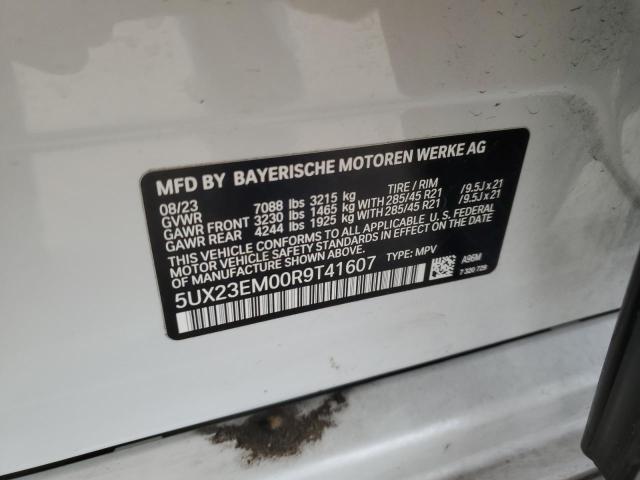 MFD BY BAYERISCHE MOTOREN WERKE AG
08/23 TIRE / RIM
GVWR 7088 lbs 3215 kg
GAWR FRONT 3230 lbs 1465 kg WITH 285/45 R21 /9.5J x 21
GAWR REAR 4244 lbs 1925 kg WITH 285/45 R21 /9.5J x 21
THIS VEHICLE CONFORMS TO ALL APPLICABLE U.S. FEDERAL
MOTOR VEHICLE SAFETY STANDARDS IN EFFECT ON THE DATE
OF MANUFACTURE SHOWN ABOVE.
5UX23EM00R9T41607 TYPE: MPV
A96M
7 320 729